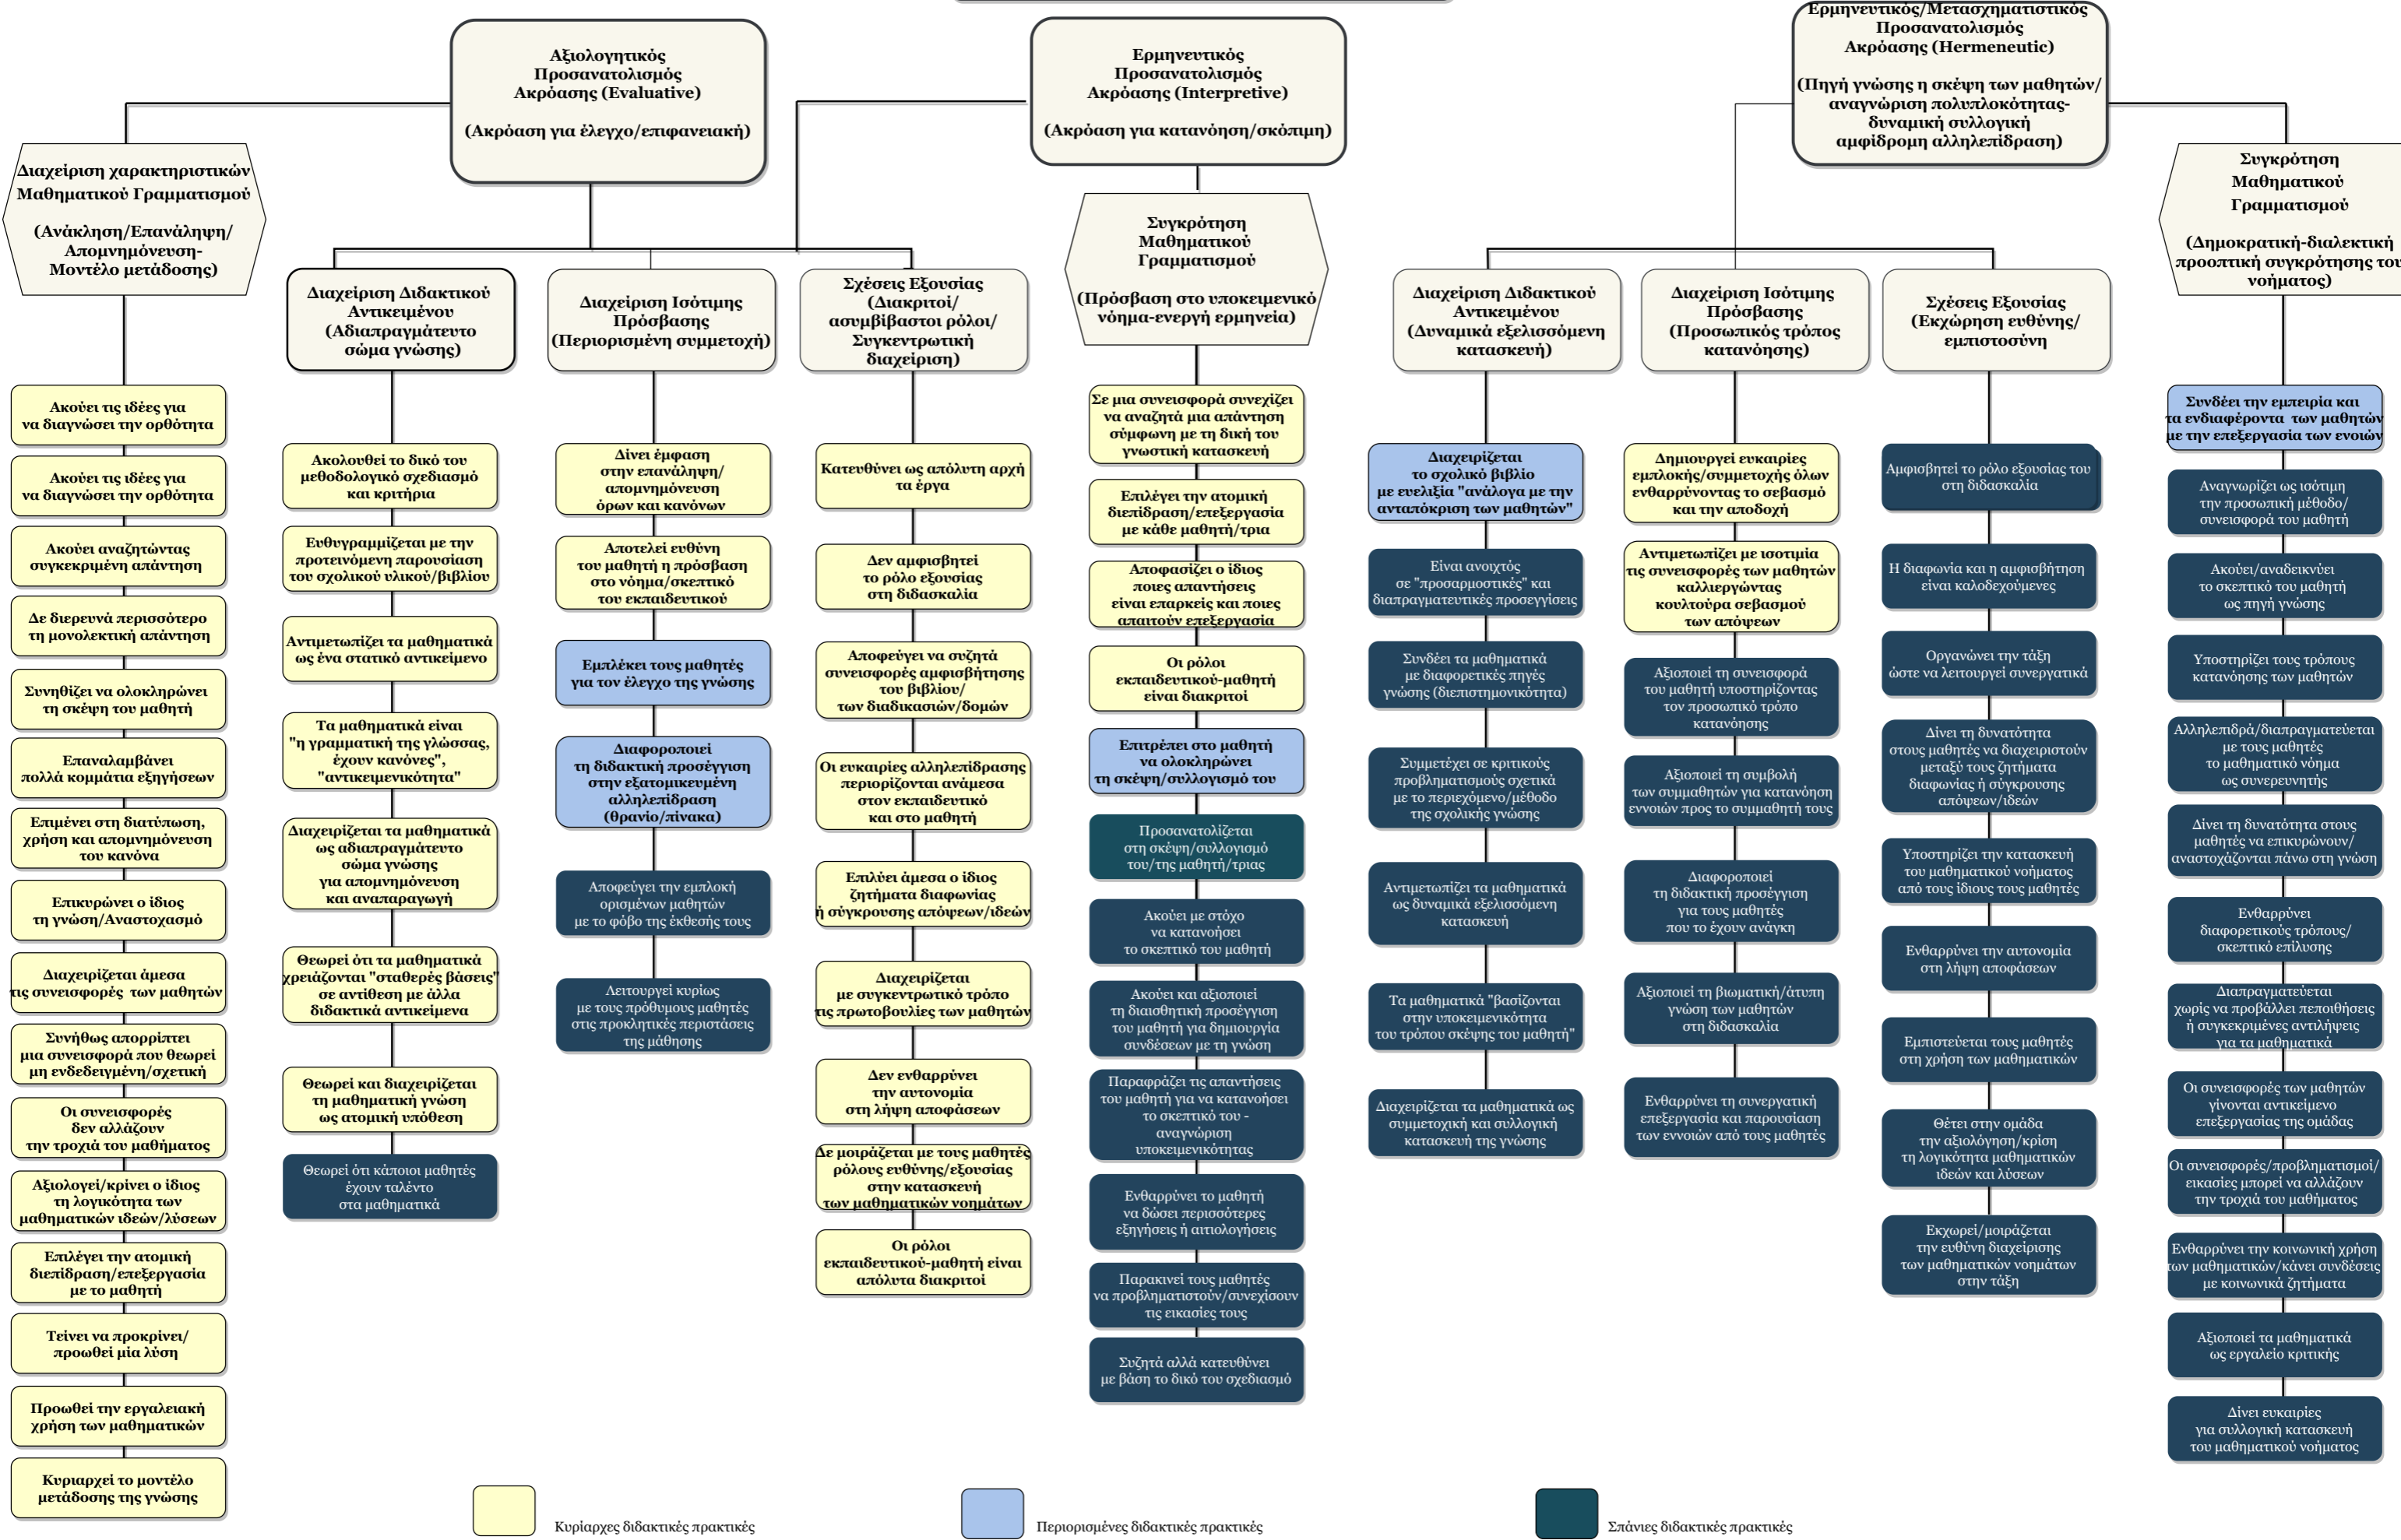 Αξιολογητικός
Προσανατολισμός
Ακρόασης (Evaluative)
(Ακρόαση για έλεγχο/επιφανειακή)
Ερμηνευτικός
Προσανατολισμός
Ακρόασης (Interpretive)
(Ακρόαση για κατανόηση/σκόπιμη)
Ερμηνευτικός/Μετασχηματιστικός
Προσανατολισμός
Ακρόασης (Hermeneutic)
(Πηγή γνώσης η σκέψη των μαθητών/
αναγνώριση πολυπλοκότητας-
δυναμική συλλογική
αμφίδρομη αλληλεπίδραση)
Διαχείριση χαρακτηριστικών
Μαθηματικού Γραμματισμού
(Ανάκληση/Επανάληψη/
Απομνημόνευση-
Μοντέλο μετάδοσης)
Ακούει τις ιδέες για
να διαγνώσει την ορθότητα
Ακούει τις ιδέες για
να διαγνώσει την ορθότητα
Ακούει αναζητώντας
συγκεκριμένη απάντηση
Δε διερευνά περισσότερο
τη μονολεκτική απάντηση
Συνηθίζει να ολοκληρώνει
τη σκέψη του μαθητή
Επαναλαμβάνει
πολλά κομμάτια εξηγήσεων
Επιμένει στη διατύπωση,
χρήση και απομνημόνευση
του κανόνα
Επικυρώνει ο ίδιος
τη γνώση/Αναστοχασμό
Διαχειρίζεται άμεσα
τις συνεισφορές των μαθητών
Συνήθως απορρίπτει
μια συνεισφορά που θεωρεί
μη ενδεδειγμένη/σχετική
Οι συνεισφορές
δεν αλλάζουν
την τροχιά του μαθήματος
Αξιολογεί/κρίνει ο ίδιος
τη λογικότητα των
μαθηματικών ιδεών/λύσεων
Επιλέγει την ατομική
διεπίδραση/επεξεργασία
με το μαθητή
Τείνει να προκρίνει/
προωθεί μία λύση
Προωθεί την εργαλειακή
χρήση των μαθηματικών
Κυριαρχεί το μοντέλο
μετάδοσης της γνώσης
Διαχείριση Διδακτικού
Αντικειμένου
(Αδιαπραγμάτευτο
σώμα γνώσης)
Ακολουθεί το δικό του
μεθοδολογικό σχεδιασμό
και κριτήρια
Ευθυγραμμίζεται με την
προτεινόμενη παρουσίαση
του σχολικού υλικού/βιβλίου
Αντιμετωπίζει τα μαθηματικά
ως ένα στατικό αντικείμενο
Τα μαθηματικά είναι
"η γραμματική της γλώσσας,
έχουν κανόνες",
"αντικειμενικότητα"
Διαχειρίζεται τα μαθηματικά
ως αδιαπραγμάτευτο
σώμα γνώσης
για απομνημόνευση
και αναπαραγωγή
Θεωρεί ότι τα μαθηματικά
χρειάζονται "σταθερές βάσεις"
σε αντίθεση με άλλα
διδακτικά αντικείμενα
Θεωρεί και διαχειρίζεται
τη μαθηματική γνώση
ως ατομική υπόθεση
Θεωρεί ότι κάποιοι μαθητές
έχουν ταλέντο
στα μαθηματικά
Διαχείριση Ισότιμης
Πρόσβασης
(Περιορισμένη συμμετοχή)
Δίνει έμφαση
στην επανάληψη/
απομνημόνευση
όρων και κανόνων
Αποτελεί ευθύνη
του μαθητή η πρόσβαση
στο νόημα/σκεπτικό
του εκπαιδευτικού
Εμπλέκει τους μαθητές
για τον έλεγχο της γνώσης
Διαφοροποιεί
τη διδακτική προσέγγιση
στην εξατομικευμένη
αλληλεπίδραση
(θρανίο/πίνακα)
Αποφεύγει την εμπλοκή
ορισμένων μαθητών
με το φόβο της έκθεσής τους
Λειτουργεί κυρίως
με τους πρόθυμους μαθητές
στις προκλητικές περιστάσεις
της μάθησης
Σχέσεις Εξουσίας
(Διακριτοί/
ασυμβίβαστοι ρόλοι/
Συγκεντρωτική
διαχείριση)
Κατευθύνει ως απόλυτη αρχή
τα έργα
Δεν αμφισβητεί
το ρόλο εξουσίας
στη διδασκαλία
Αποφεύγει να συζητά
συνεισφορές αμφισβήτησης
του βιβλίου/
των διαδικασιών/δομών
Οι ευκαιρίες αλληλεπίδρασης
περιορίζονται ανάμεσα
στον εκπαιδευτικό
και στο μαθητή
Επιλύει άμεσα ο ίδιος
ζητήματα διαφωνίας
ή σύγκρουσης απόψεων/ιδεών
Διαχειρίζεται
με συγκεντρωτικό τρόπο
τις πρωτοβουλίες των μαθητών
Δεν ενθαρρύνει
την αυτονομία
στη λήψη αποφάσεων
Δε μοιράζεται με τους μαθητές
ρόλους ευθύνης/εξουσίας
στην κατασκευή
των μαθηματικών νοημάτων
Οι ρόλοι
εκπαιδευτικού-μαθητή είναι
απόλυτα διακριτοί
Συγκρότηση
Μαθηματικού
Γραμματισμού
(Πρόσβαση στο υποκειμενικό
νόημα-ενεργή ερμηνεία)
Σε μια συνεισφορά συνεχίζει
να αναζητά μια απάντηση
σύμφωνη με τη δική του
γνωστική κατασκευή
Επιλέγει την ατομική
διεπίδραση/επεξεργασία
με κάθε μαθητή/τρια
Αποφασίζει ο ίδιος
ποιες απαντήσεις
είναι επαρκείς και ποιες
απαιτούν επεξεργασία
Οι ρόλοι
εκπαιδευτικού-μαθητή
είναι διακριτοί
Επιτρέπει στο μαθητή
να ολοκληρώνει
τη σκέψη/συλλογισμό του
Προσανατολίζεται
στη σκέψη/συλλογισμό
του/της μαθητή/τριας
Ακούει με στόχο
να κατανοήσει
το σκεπτικό του μαθητή
Ακούει και αξιοποιεί
τη διαισθητική προσέγγιση
του μαθητή για δημιουργία
συνδέσεων με τη γνώση
Παραφράζει τις απαντήσεις
του μαθητή για να κατανοήσει
το σκεπτικό του -
αναγνώριση
υποκειμενικότητας
Ενθαρρύνει το μαθητή
να δώσει περισσότερες
εξηγήσεις ή αιτιολογήσεις
Παρακινεί τους μαθητές
να προβληματιστούν/συνεχίσουν
τις εικασίες τους
Συζητά αλλά κατευθύνει
με βάση το δικό του σχεδιασμό
Διαχείριση Διδακτικού
Αντικειμένου
(Δυναμικά εξελισσόμενη
κατασκευή)
Διαχειρίζεται
το σχολικό βιβλίο
με ευελιξία "ανάλογα με την
ανταπόκριση των μαθητών"
Είναι ανοιχτός
σε "προσαρμοστικές" και
διαπραγματευτικές προσεγγίσεις
Συνδέει τα μαθηματικά
με διαφορετικές πηγές
γνώσης (διεπιστημονικότητα)
Συμμετέχει σε κριτικούς
προβληματισμούς σχετικά
με το περιεχόμενο/μέθοδο
της σχολικής γνώσης
Αντιμετωπίζει τα μαθηματικά
ως δυναμικά εξελισσόμενη
κατασκευή
Τα μαθηματικά "βασίζονται
στην υποκειμενικότητα
του τρόπου σκέψης του μαθητή"
Διαχειρίζεται τα μαθηματικά ως
συμμετοχική και συλλογική
κατασκευή της γνώσης
Διαχείριση Ισότιμης
Πρόσβασης
(Προσωπικός τρόπος
κατανόησης)
Δημιουργεί ευκαιρίες
εμπλοκής/συμμετοχής όλων
ενθαρρύνοντας το σεβασμό
και την αποδοχή
Αντιμετωπίζει με ισοτιμία
τις συνεισφορές των μαθητών
καλλιεργώντας
κουλτούρα σεβασμού
των απόψεων
Αξιοποιεί τη συνεισφορά
του μαθητή υποστηρίζοντας
τον προσωπικό τρόπο
κατανόησης
Αξιοποιεί τη συμβολή
των συμμαθητών για κατανόηση
εννοιών προς το συμμαθητή τους
Διαφοροποιεί
τη διδακτική προσέγγιση
για τους μαθητές
που το έχουν ανάγκη
Αξιοποιεί τη βιωματική/άτυπη
γνώση των μαθητών
στη διδασκαλία
Ενθαρρύνει τη συνεργατική
επεξεργασία και παρουσίαση
των εννοιών από τους μαθητές
Σχέσεις Εξουσίας
(Εκχώρηση ευθύνης/
εμπιστοσύνη
Αμφισβητεί το ρόλο εξουσίας του
στη διδασκαλία
Η διαφωνία και η αμφισβήτηση
είναι καλοδεχούμενες
Οργανώνει την τάξη
ώστε να λειτουργεί συνεργατικά
Δίνει τη δυνατότητα
στους μαθητές να διαχειριστούν
μεταξύ τους ζητήματα
διαφωνίας ή σύγκρουσης
απόψεων/ιδεών
Υποστηρίζει την κατασκευή
του μαθηματικού νοήματος
από τους ίδιους τους μαθητές
Ενθαρρύνει την αυτονομία
στη λήψη αποφάσεων
Εμπιστεύεται τους μαθητές
στη χρήση των μαθηματικών
Θέτει στην ομάδα
την αξιολόγηση/κρίση
τη λογικότητα μαθηματικών
ιδεών και λύσεων
Εκχωρεί/μοιράζεται
την ευθύνη διαχείρισης
των μαθηματικών νοημάτων
στην τάξη
Συγκρότηση
Μαθηματικού
Γραμματισμού
(Δημοκρατική-διαλεκτική
προοπτική συγκρότησης του
νοήματος)
Συνδέει την εμπειρία και
τα ενδιαφέροντα των μαθητών
με την επεξεργασία των ενοιών
Αναγνωρίζει ως ισότιμη
την προσωπική μέθοδο/
συνεισφορά του μαθητή
Ακούει/αναδεικνύει
το σκεπτικό του μαθητή
ως πηγή γνώσης
Υποστηρίζει τους τρόπους
κατανόησης των μαθητών
Αλληλεπιδρά/διαπραγματεύεται
με τους μαθητές
το μαθηματικό νόημα
ως συνερευνητής
Δίνει τη δυνατότητα στους
μαθητές να επικυρώνουν/
αναστοχάζονται πάνω στη γνώση
Ενθαρρύνει
διαφορετικούς τρόπους/
σκεπτικό επίλυσης
Διαπραγματεύεται
χωρίς να προβάλλει πεποιθήσεις
ή συγκεκριμένες αντιλήψεις
για τα μαθηματικά
Οι συνεισφορές των μαθητών
γίνονται αντικείμενο
επεξεργασίας της ομάδας
Οι συνεισφορές/προβληματισμοί/
εικασίες μπορεί να αλλάζουν
την τροχιά του μαθήματος
Ενθαρρύνει την κοινωνική χρήση
των μαθηματικών/κάνει συνδέσεις
με κοινωνικά ζητήματα
Αξιοποιεί τα μαθηματικά
ως εργαλείο κριτικής
Δίνει ευκαιρίες
για συλλογική κατασκευή
του μαθηματικού νοήματος
Κυρίαρχες διδακτικές πρακτικές
Περιορισμένες διδακτικές πρακτικές
Σπάνιες διδακτικές πρακτικές